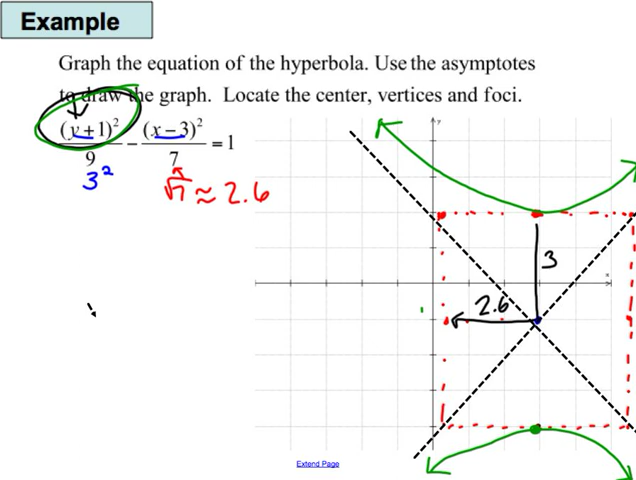 Example
Graph the equation of the hyperbola. Use the asymptotes
to draw the graph. Locate the center, vertices and foci.
(y + 1)² / 9 − (x − 3)² / 7 = 1
3²
√7 ≈ 2.6
y
x
3
2.6
Extend Page